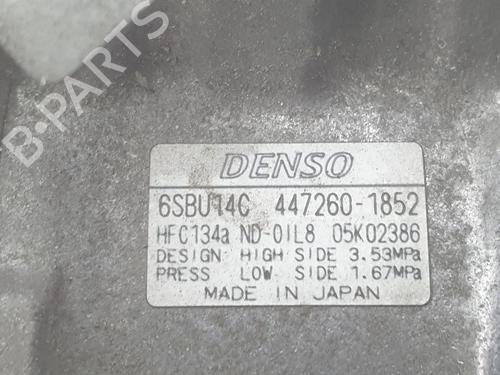 B-PARTS
DENSO
6SBU14C 447260-1852
HFC134a ND-OIL8 05K02386
DESIGN: HIGH SIDE 3.53MPa
PRESS LOW. SIDE 1.67MPa
MADE IN JAPAN